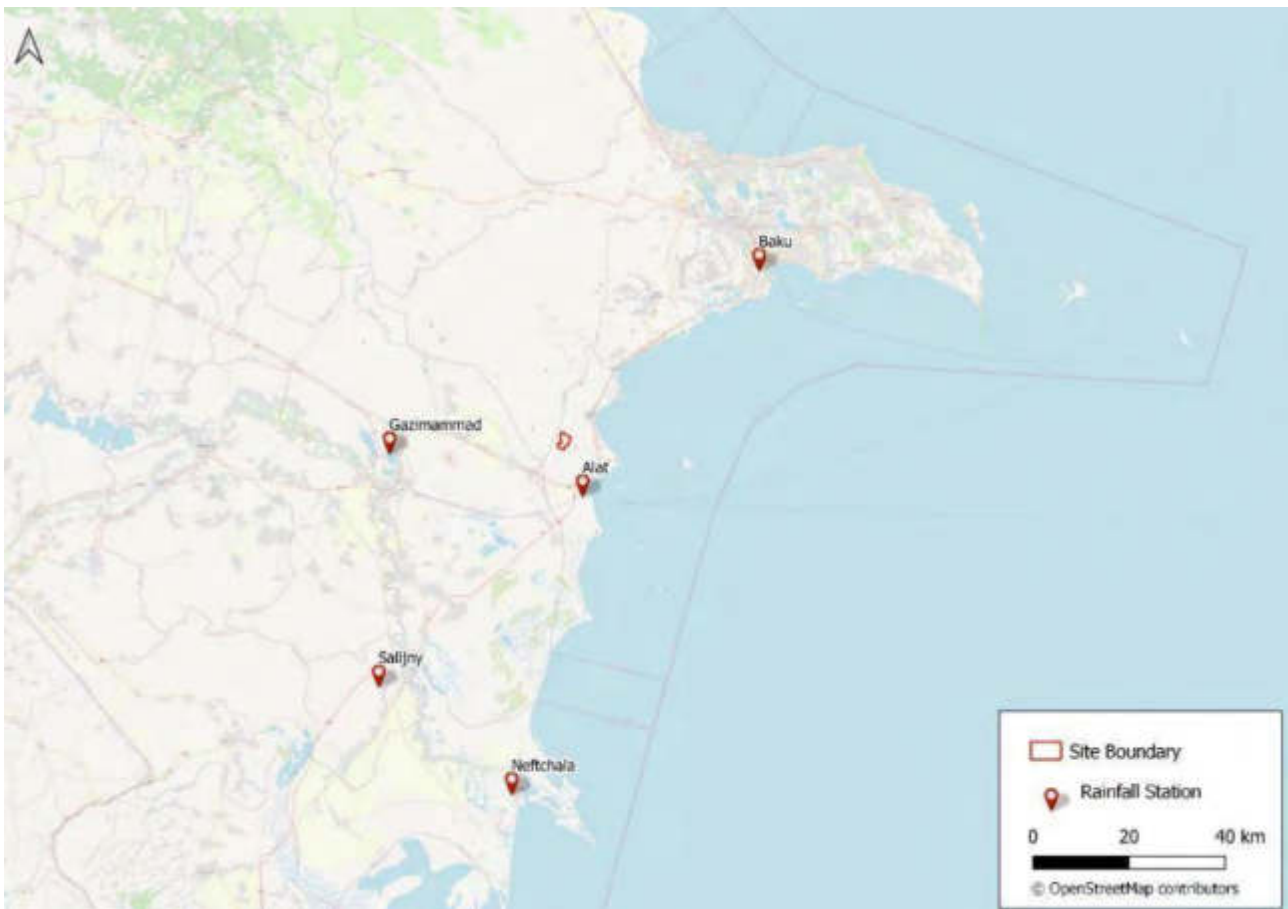 Baku
Gazimammad
Alat
Salijny
Neftchala
Site Boundary
Rainfall Station
0 20 40 km
© OpenStreetMap contributors